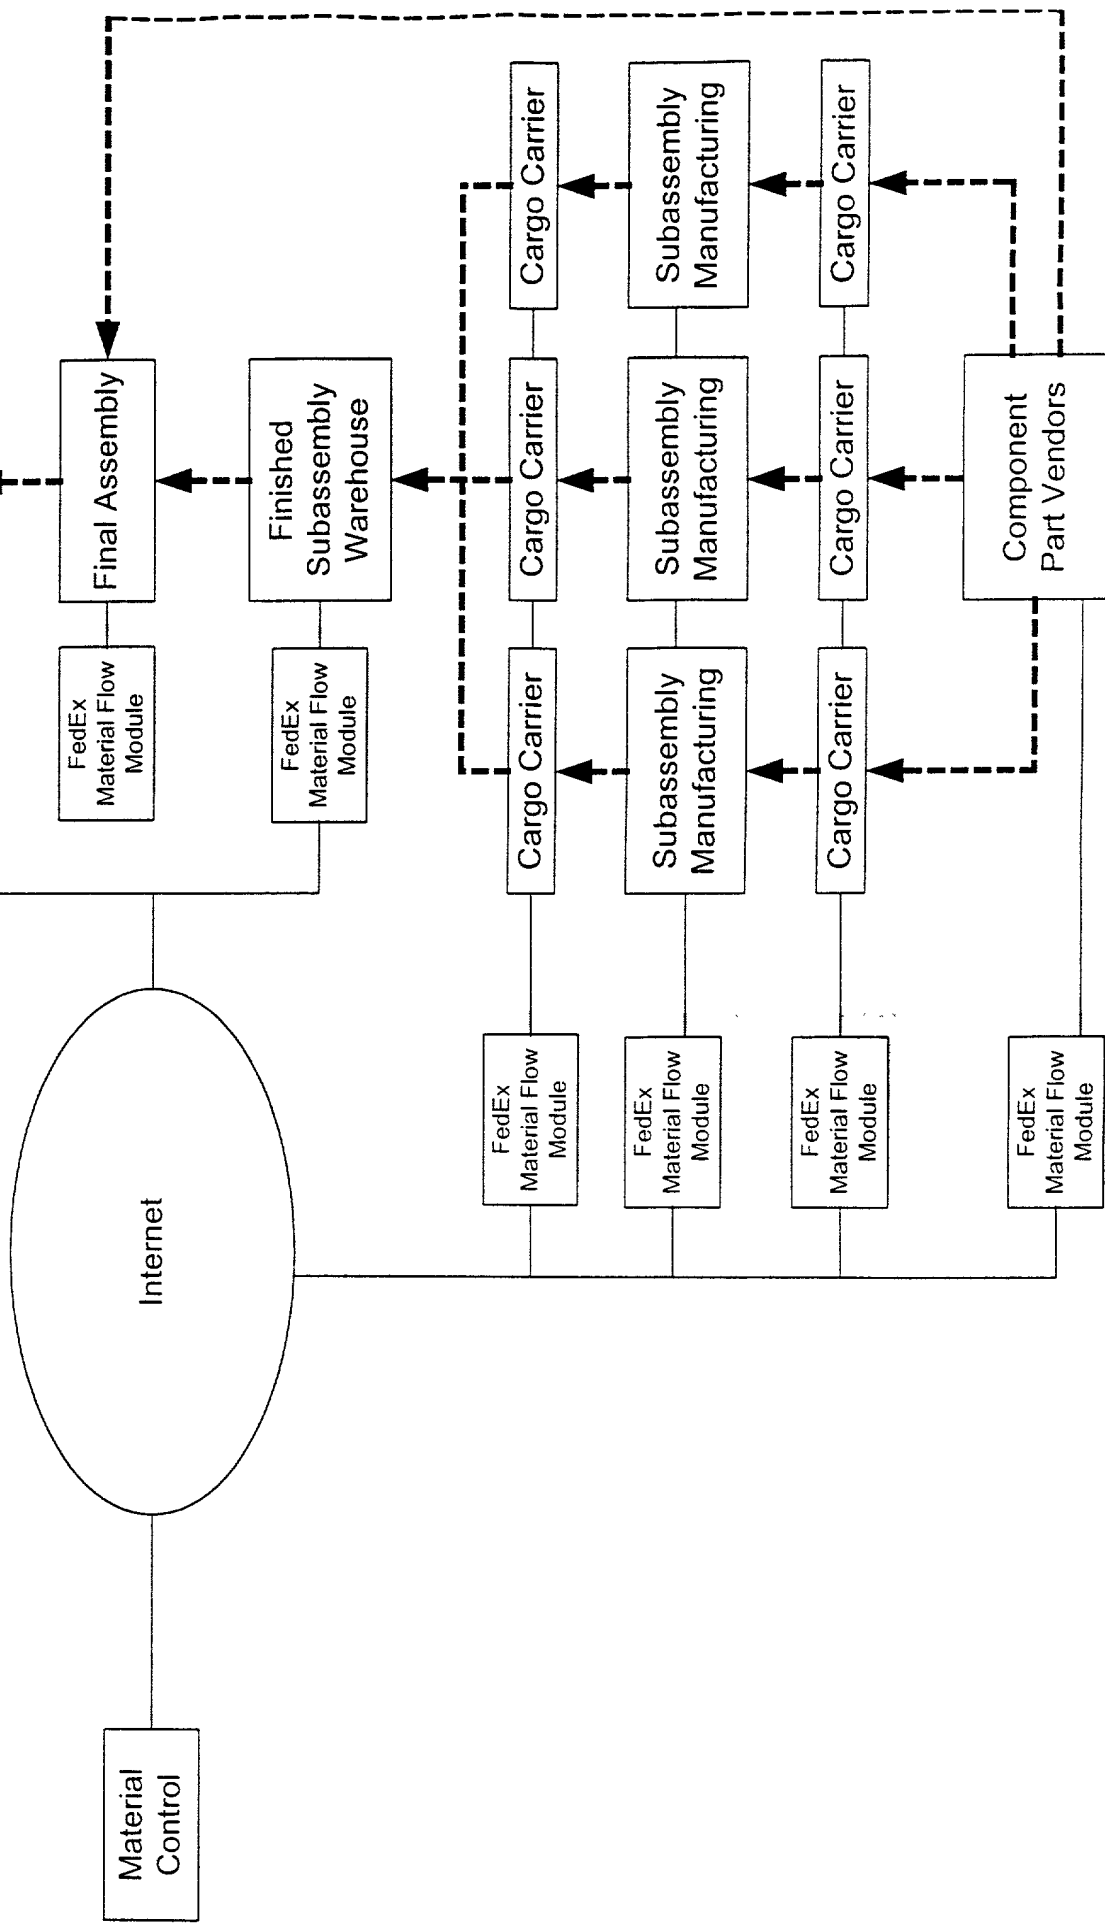 Material
Control
Internet
FedEx
Material Flow
Module
Final Assembly
FedEx
Material Flow
Module
Finished
Subassembly
Warehouse
FedEx
Material Flow
Module
Cargo Carrier
Cargo Carrier
Cargo Carrier
FedEx
Material Flow
Module
Subassembly
Manufacturing
Subassembly
Manufacturing
Subassembly
Manufacturing
FedEx
Material Flow
Module
Cargo Carrier
Cargo Carrier
Cargo Carrier
FedEx
Material Flow
Module
Component
Part Vendors